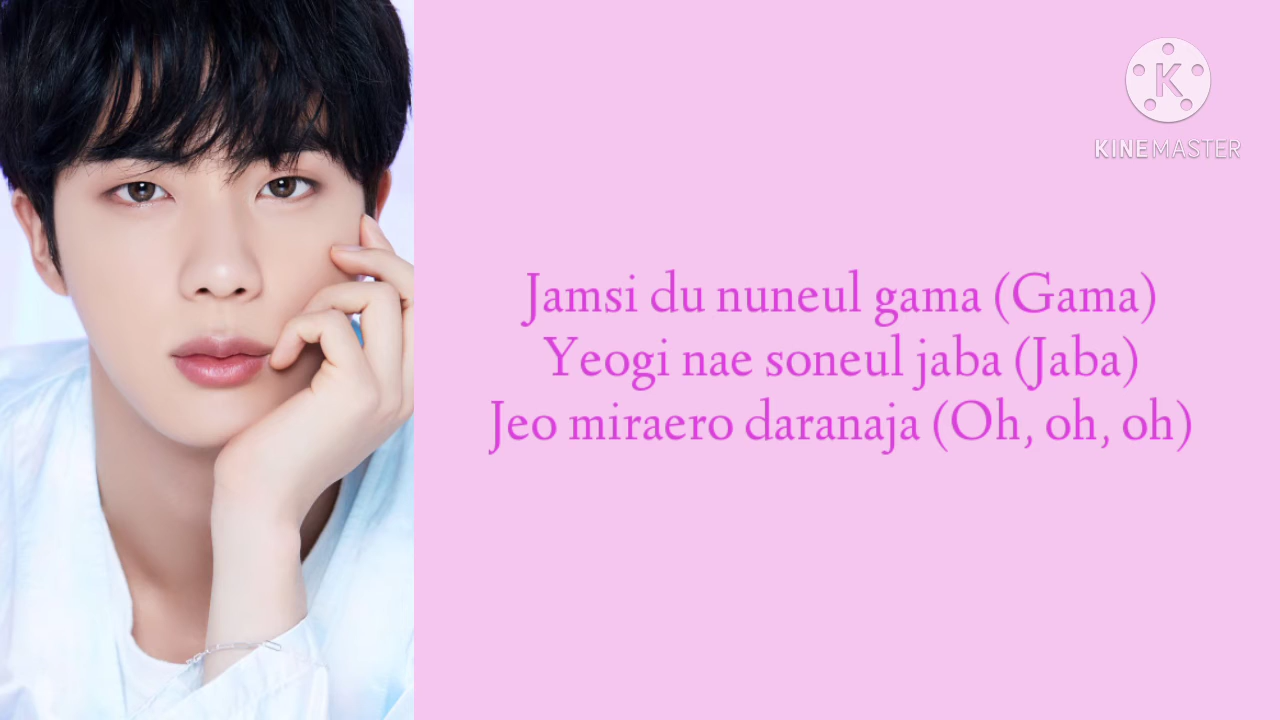 K
KINEMASTER
Jamsi du nuneul gama (Gama)
Yeogi nae soneul jaba (Jaba)
Jeo miraero daranaja (Oh, oh, oh)